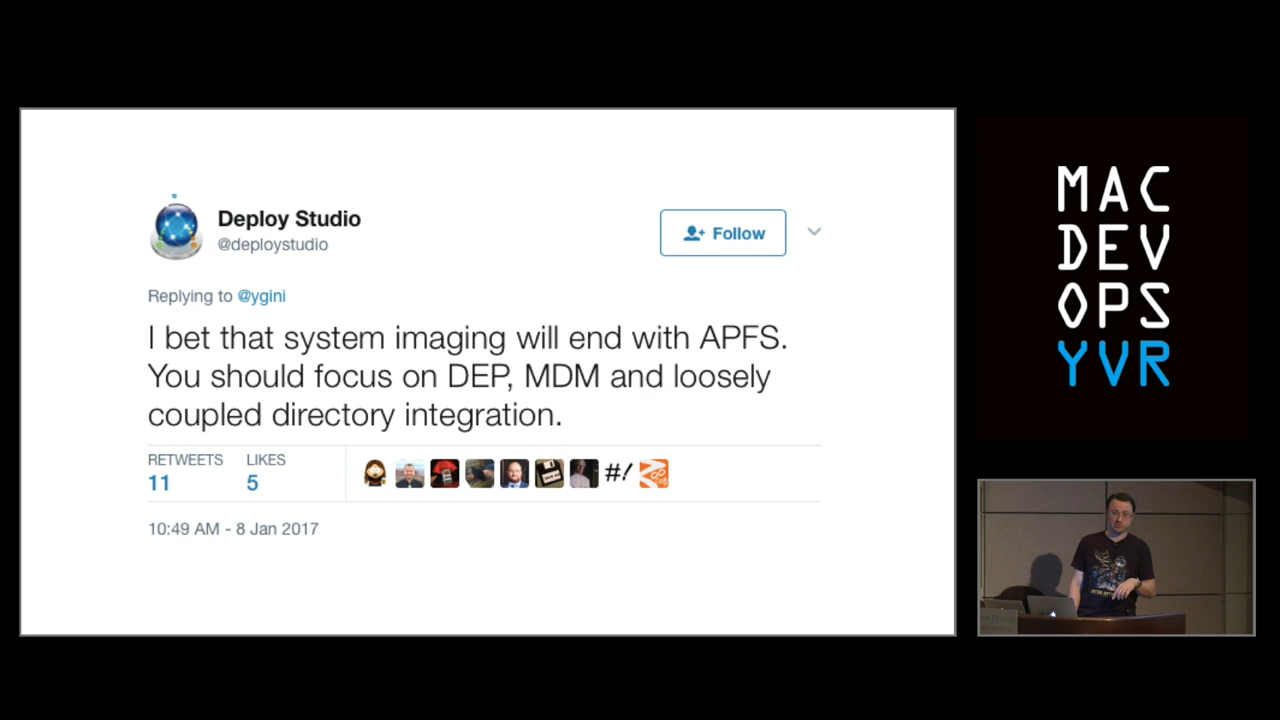 Deploy Studio
@deploystudio
Follow
Replying to @ygini
I bet that system imaging will end with APFS.
You should focus on DEP, MDM and loosely
coupled directory integration.
RETWEETS LIKES
11 5
#!
10:49 AM - 8 Jan 2017
MAC
DEV
OPS
YVR